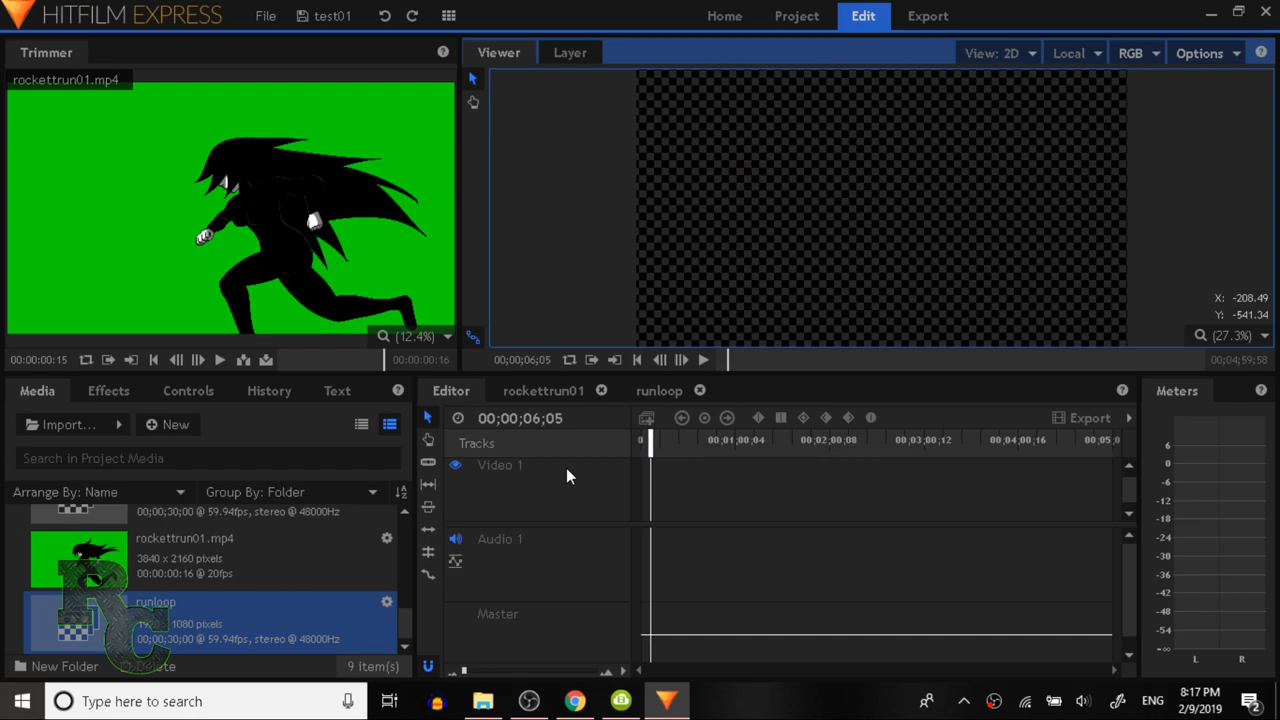 HITFILM EXPRESS File test01 Home Project Edit Export
Trimmer Viewer Layer View: 2D Local RGB Options
rockettrun01.mp4
X: -208.49
Y: -541.34
(12.4%) (27.3%)
00:00:00:15 00:00:00:16 00;00;06;05 00;04;59;58
Media Effects Controls History Text Editor rockettrun01 runloop Meters
Import... New 00;00;06;05 Export
Search in Project Media Tracks 0 00;01;00;04 00;02;00;08 00;03;00;12 00;04;00;16 00;05;0
Arrange By: Name Group By: Folder Video 1
00;00;30;00 @ 59.94fps, stereo @ 48000Hz
rockettrun01.mp4
3840 x 2160 pixels
00:00:00:16 @ 20fps
Audio 1
runloop
1080 pixels
00;00;30;00 @ 59.94fps, stereo @ 48000Hz
Master
RC
New Folder Delete 9 item(s)
6
0
-6
-12
-18
-24
-30
-36
-42
-48
-54
-∞
L R
Type here to search ENG 8:17 PM
2/9/2019 2